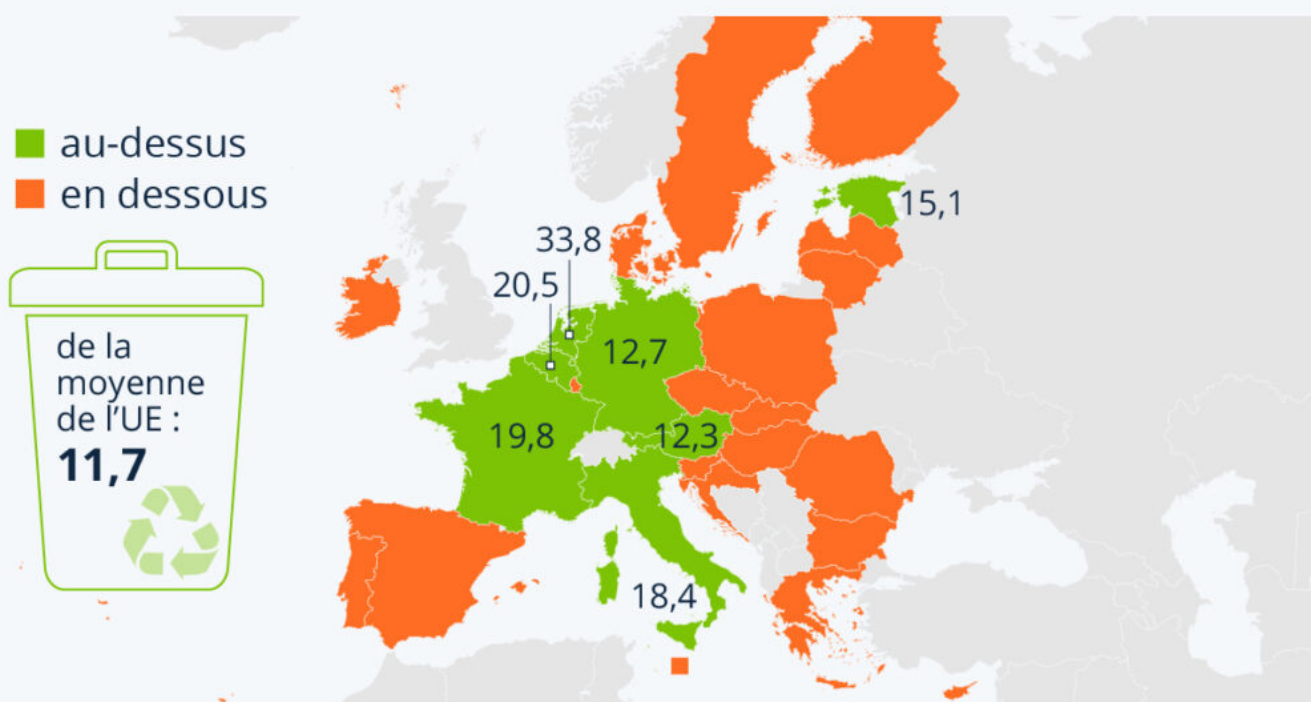 au-dessus
en dessous
de la
moyenne
de l'UE :
11,7
15,1
33,8
20,5
12,7
19,8
12,3
18,4